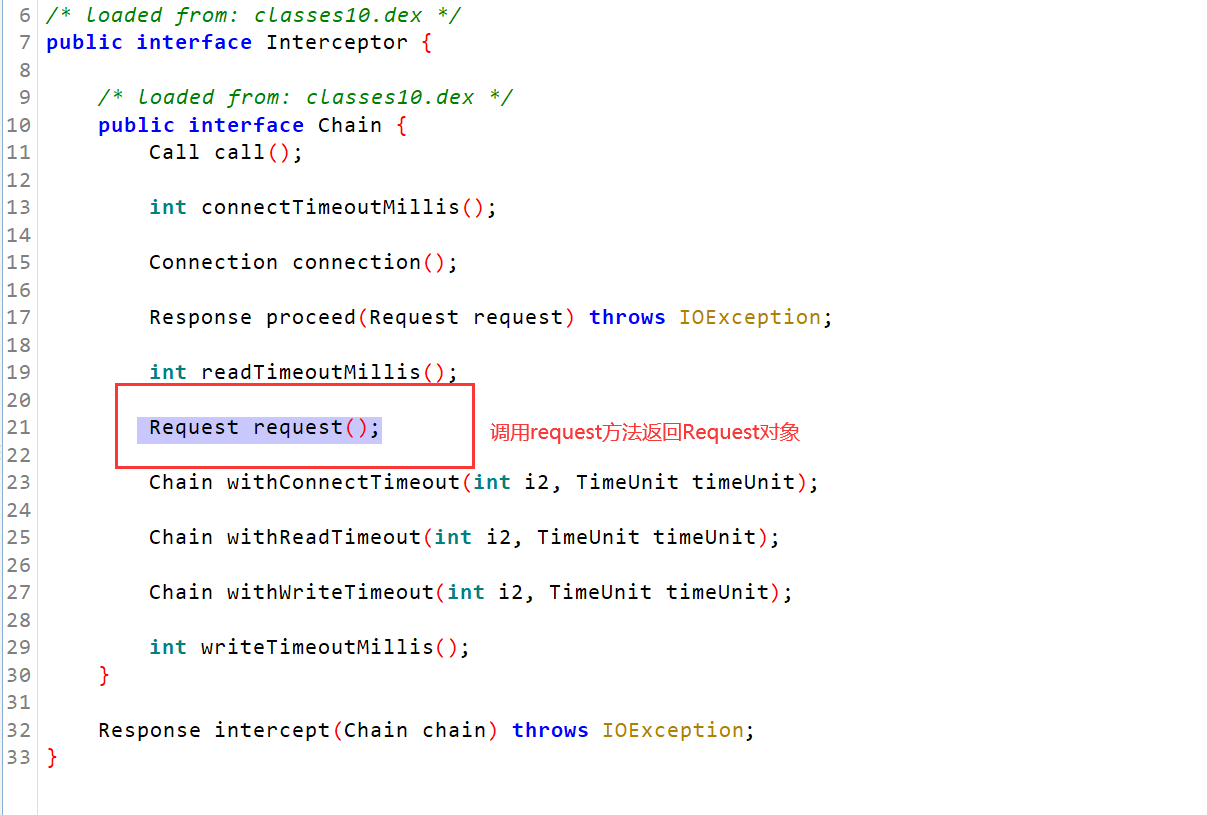 6 /* loaded from: classes10.dex */
7 public interface Interceptor {
8
9 /* loaded from: classes10.dex */
10 public interface Chain {
11 Call call();
12
13 int connectTimeoutMillis();
14
15 Connection connection();
16
17 Response proceed(Request request) throws IOException;
18
19 int readTimeoutMillis();
20
21 Request request(); 调用request方法返回Request对象
22
23 Chain withConnectTimeout(int i2, TimeUnit timeUnit);
24
25 Chain withReadTimeout(int i2, TimeUnit timeUnit);
26
27 Chain withWriteTimeout(int i2, TimeUnit timeUnit);
28
29 int writeTimeoutMillis();
30 }
31
32 Response intercept(Chain chain) throws IOException;
33 }